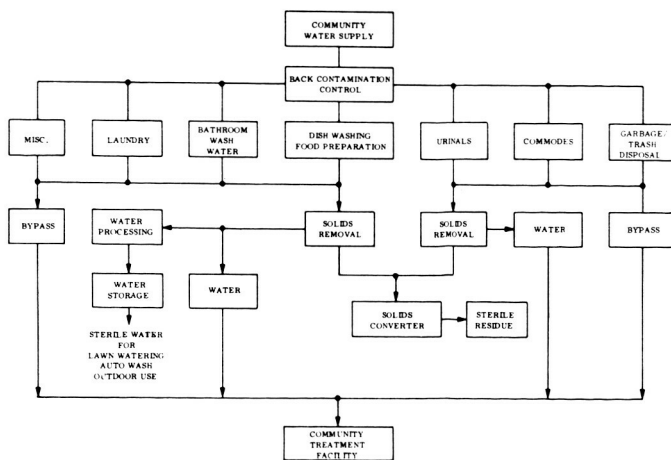 COMMUNITY
WATER SUPPLY
BACK CONTAMINATION
CONTROL
MISC.
LAUNDRY
BATHROOM
WASH
WATER
DISH WASHING
FOOD PREPARATION
URINALS
COMMODES
GARBAGE/
TRASH
DISPOSAL
BYPASS
WATER
PROCESSING
SOLIDS
REMOVAL
SOLIDS
REMOVAL
WATER
BYPASS
WATER
STORAGE
WATER
SOLIDS
CONVERTER
STERILE
RESIDUE
STERILE WATER
FOR
LAWN WATERING
AUTO WASH
OUTDOOR USE
COMMUNITY
TREATMENT
FACILITY